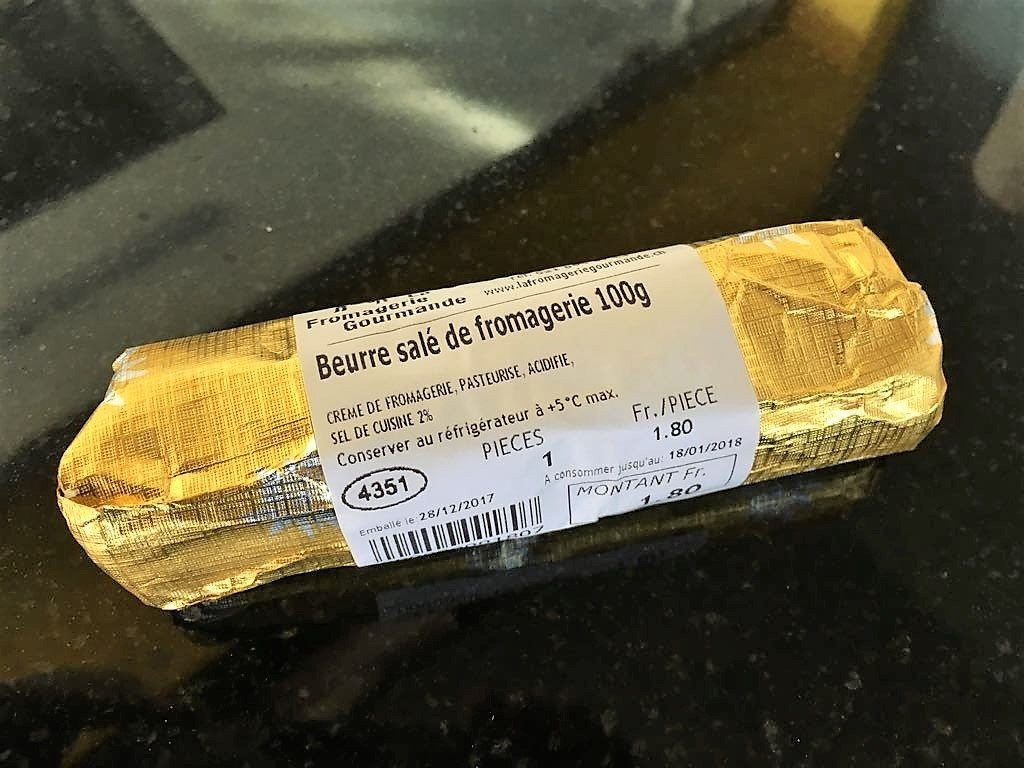 Fromagerie
Gourmande
www.lafromageriegourmande.ch
Beurre salé de fromagerie 100g
CREME DE FROMAGERIE, PASTEURISE, ACIDIFIE,
SEL DE CUISINE 2%
Conserver au réfrigérateur à +5°C max.
PIECES
1
Fr./PIECE
1.80
A consommer jusqu'au: 18/01/2018
4351
MONTANT Fr.
1.80
Emballé le 28/12/2017